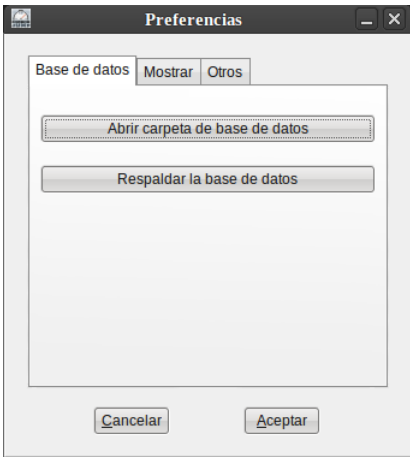 Preferencias
Base de datos Mostrar Otros
Abrir carpeta de base de datos
Respaldar la base de datos
Cancelar Aceptar